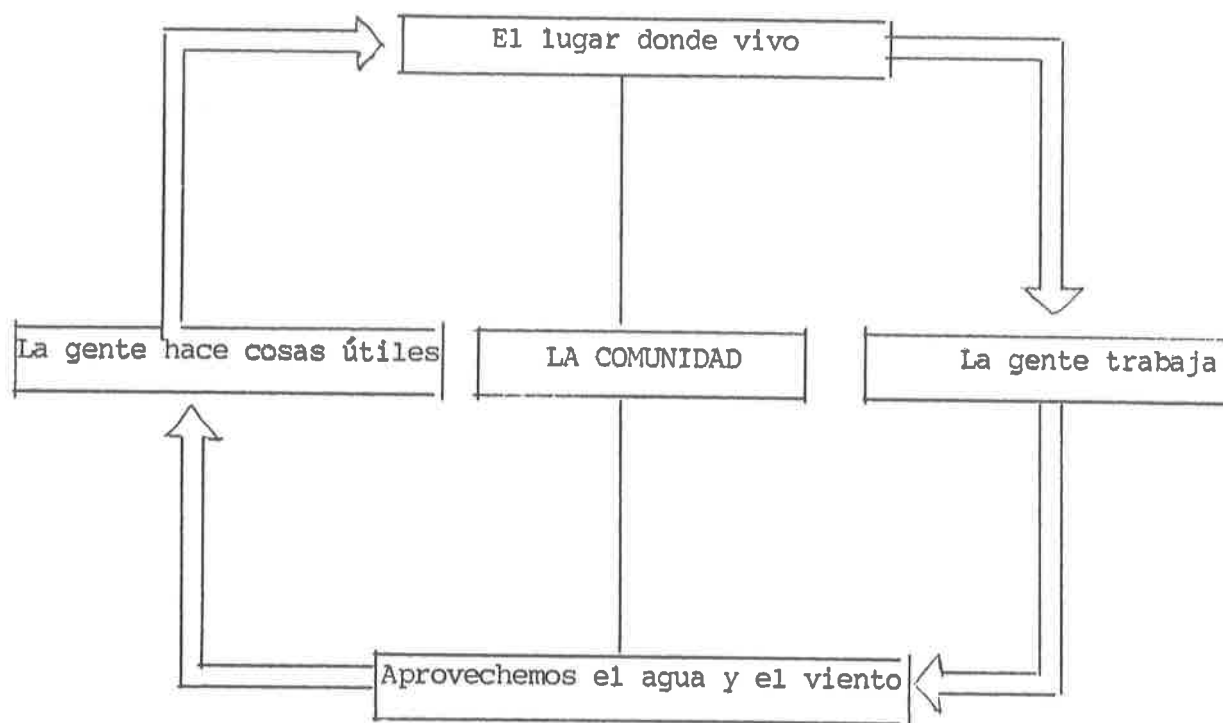 El lugar donde vivo
La gente hace cosas útiles
LA COMUNIDAD
La gente trabaja
Aprovechemos el agua y el viento